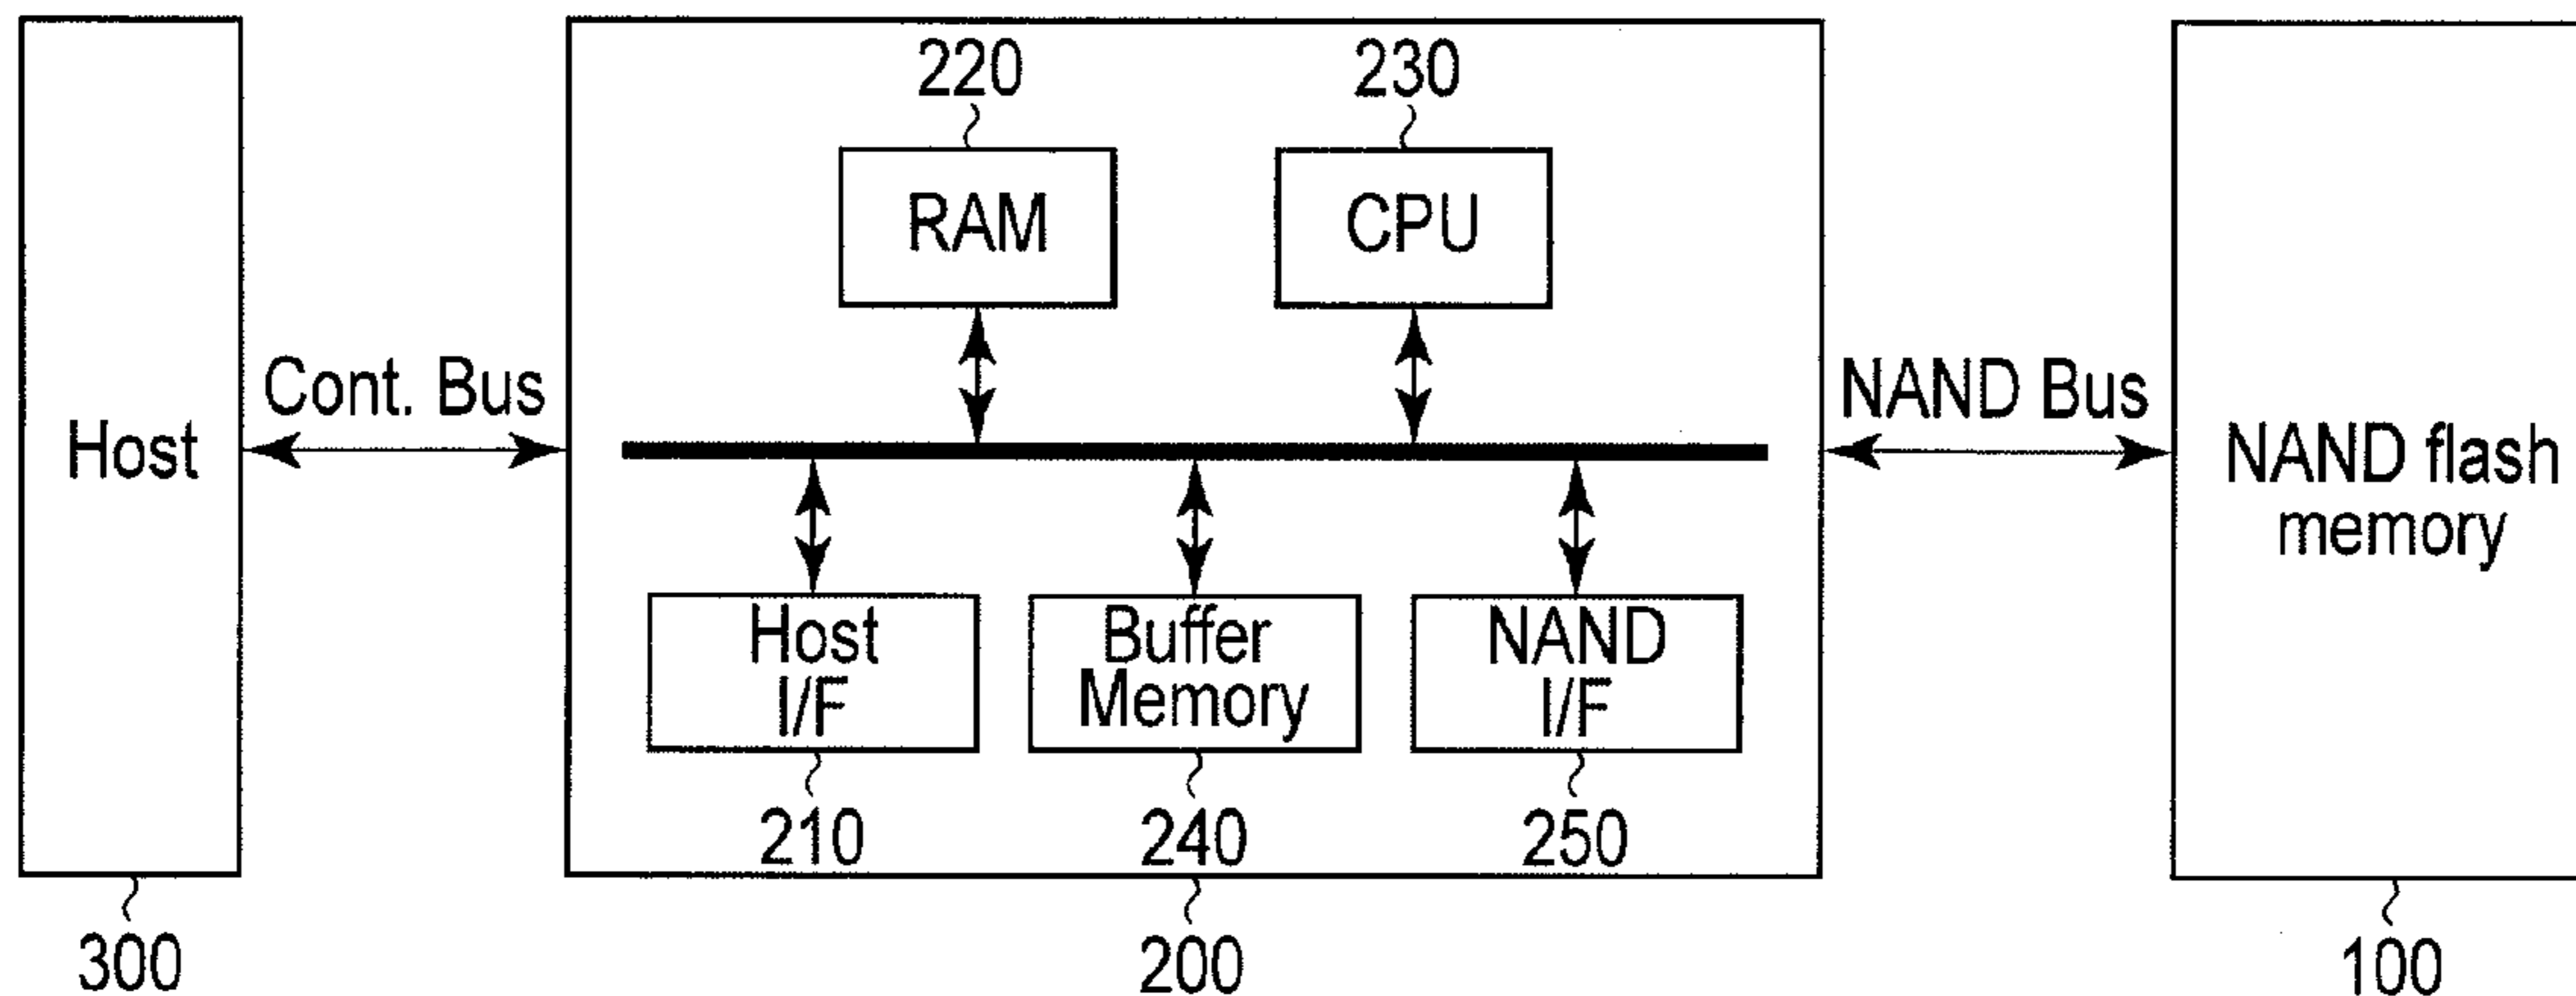 220
230
RAM
CPU
Cont. Bus
NAND Bus
Host
NAND flash
memory
Host
I/F
Buffer
Memory
NAND
I/F
210
240
250
300
200
100